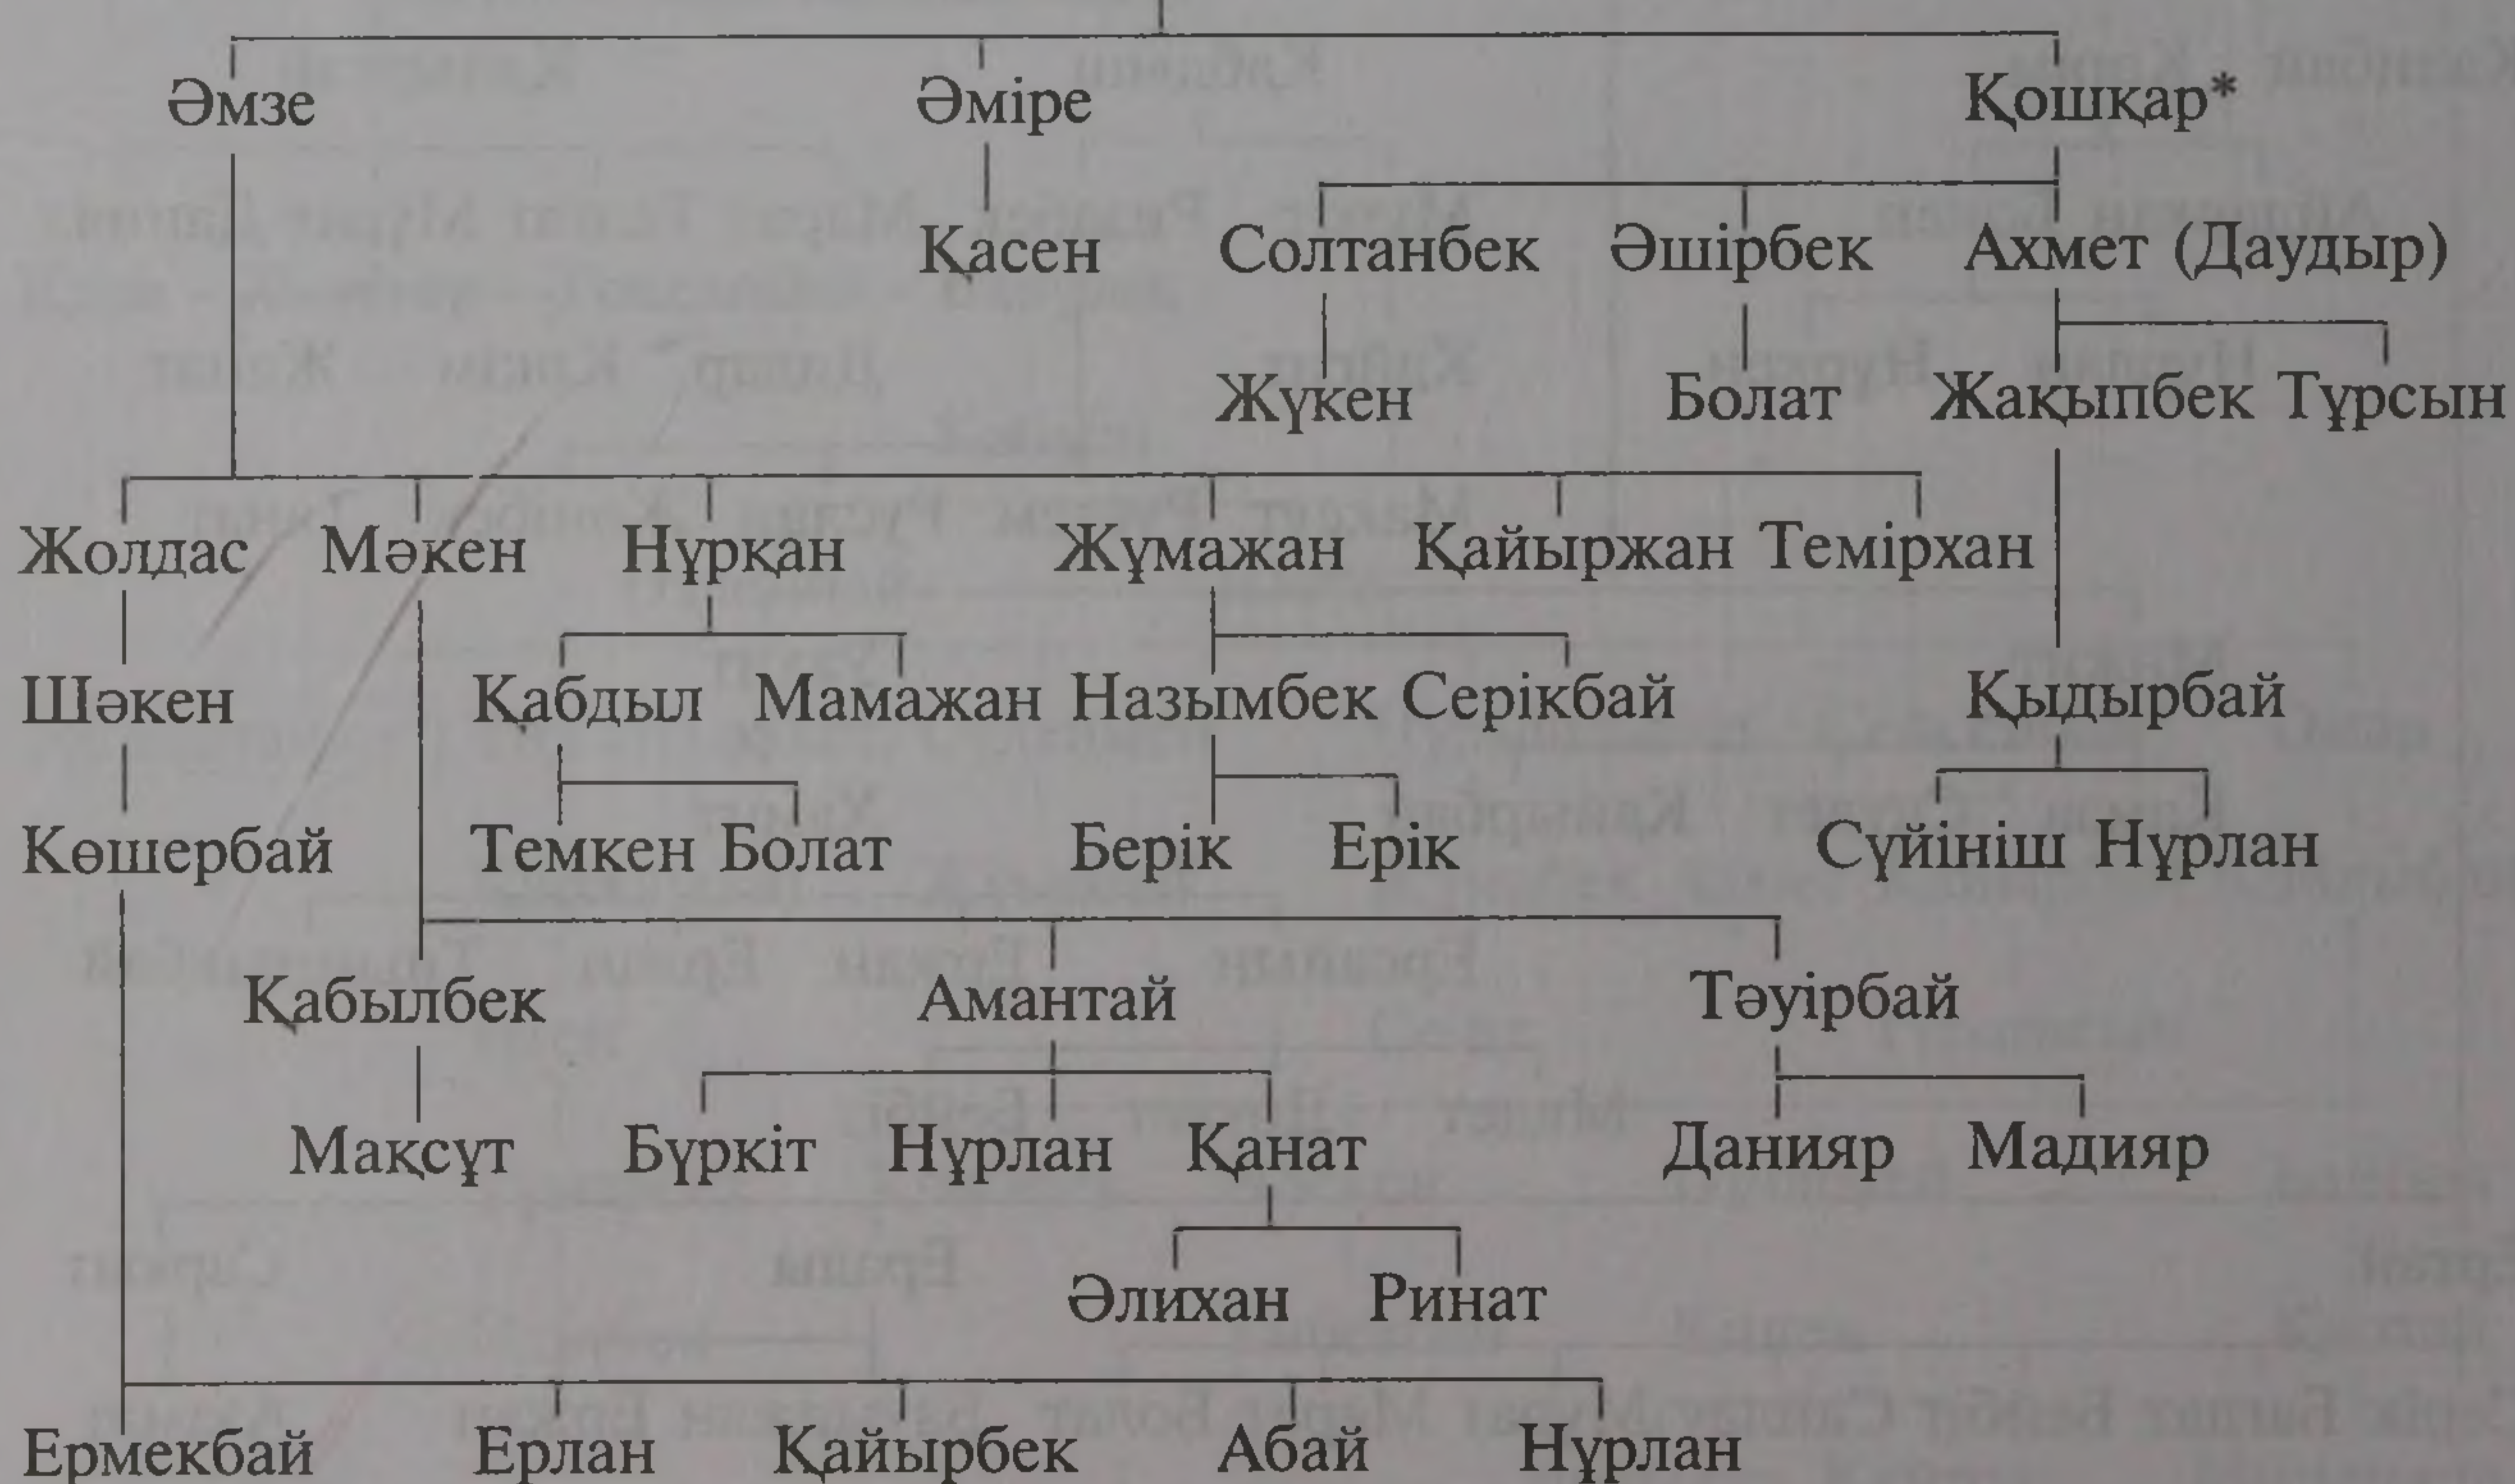 Әмзе Әміре Қошқар*
Қасен Солтанбек Әшірбек Ахмет (Даудыр)
Жүкен Болат Жақыпбек Тұрсын
Жолдас Мәкен Нұрқан Жұмажан Қайыржан Темірхан
Шәкен Қабдыл Мамажан Назымбек Серікбай Қыдырбай
Көшербай Темкен Болат Берік Ерік Сүйініш Нұрлан
Қабылбек Амантай Тәуірбай
Мақсұт Бүркіт Нұрлан Қанат Данияр Мадияр
Әлихан Ринат
Ермекбай Ерлан Қайырбек Абай Нұрлан